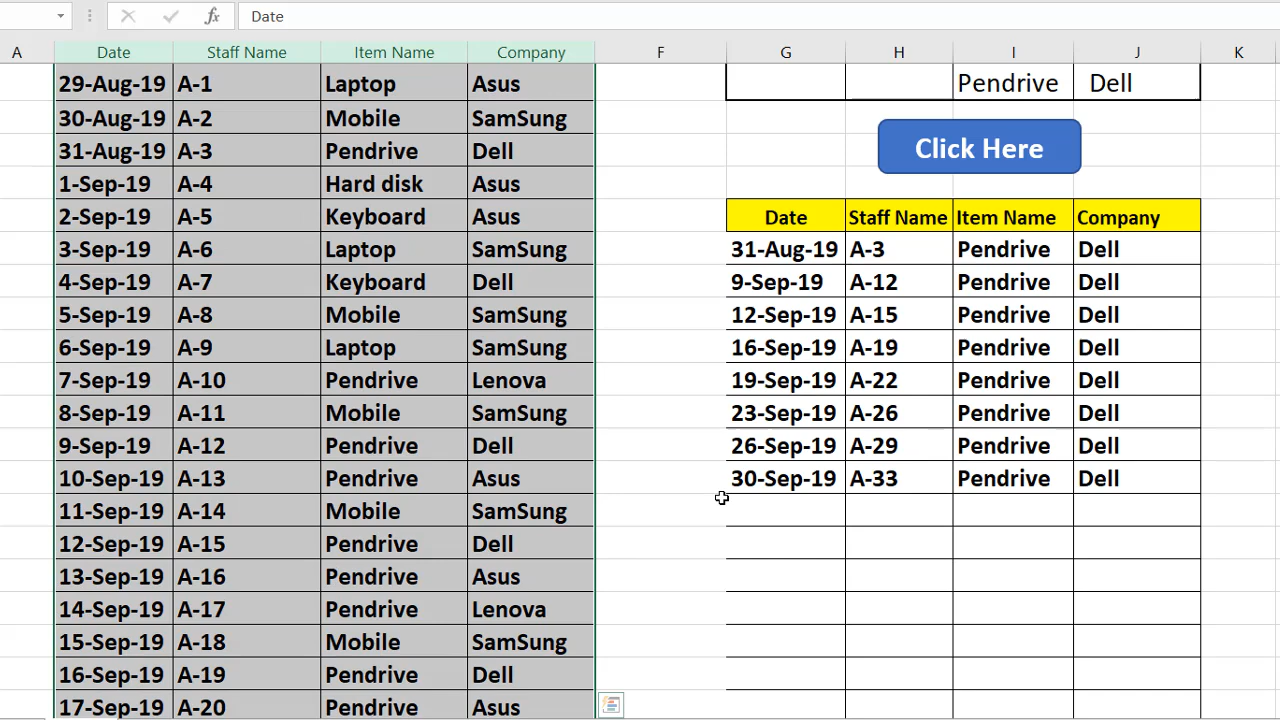 fx Date
A Date Staff Name Item Name Company F G H I J K
29-Aug-19 A-1 Laptop Asus Pendrive Dell
30-Aug-19 A-2 Mobile SamSung
Click Here
31-Aug-19 A-3 Pendrive Dell
1-Sep-19 A-4 Hard disk Asus
2-Sep-19 A-5 Keyboard Asus Date Staff Name Item Name Company
3-Sep-19 A-6 Laptop SamSung 31-Aug-19 A-3 Pendrive Dell
4-Sep-19 A-7 Keyboard Dell 9-Sep-19 A-12 Pendrive Dell
5-Sep-19 A-8 Mobile SamSung 12-Sep-19 A-15 Pendrive Dell
6-Sep-19 A-9 Laptop SamSung 16-Sep-19 A-19 Pendrive Dell
7-Sep-19 A-10 Pendrive Lenova 19-Sep-19 A-22 Pendrive Dell
8-Sep-19 A-11 Mobile SamSung 23-Sep-19 A-26 Pendrive Dell
9-Sep-19 A-12 Pendrive Dell 26-Sep-19 A-29 Pendrive Dell
10-Sep-19 A-13 Pendrive Asus 30-Sep-19 A-33 Pendrive Dell
11-Sep-19 A-14 Mobile SamSung
12-Sep-19 A-15 Pendrive Dell
13-Sep-19 A-16 Pendrive Asus
14-Sep-19 A-17 Pendrive Lenova
15-Sep-19 A-18 Mobile SamSung
16-Sep-19 A-19 Pendrive Dell
17-Sep-19 A-20 Pendrive Asus